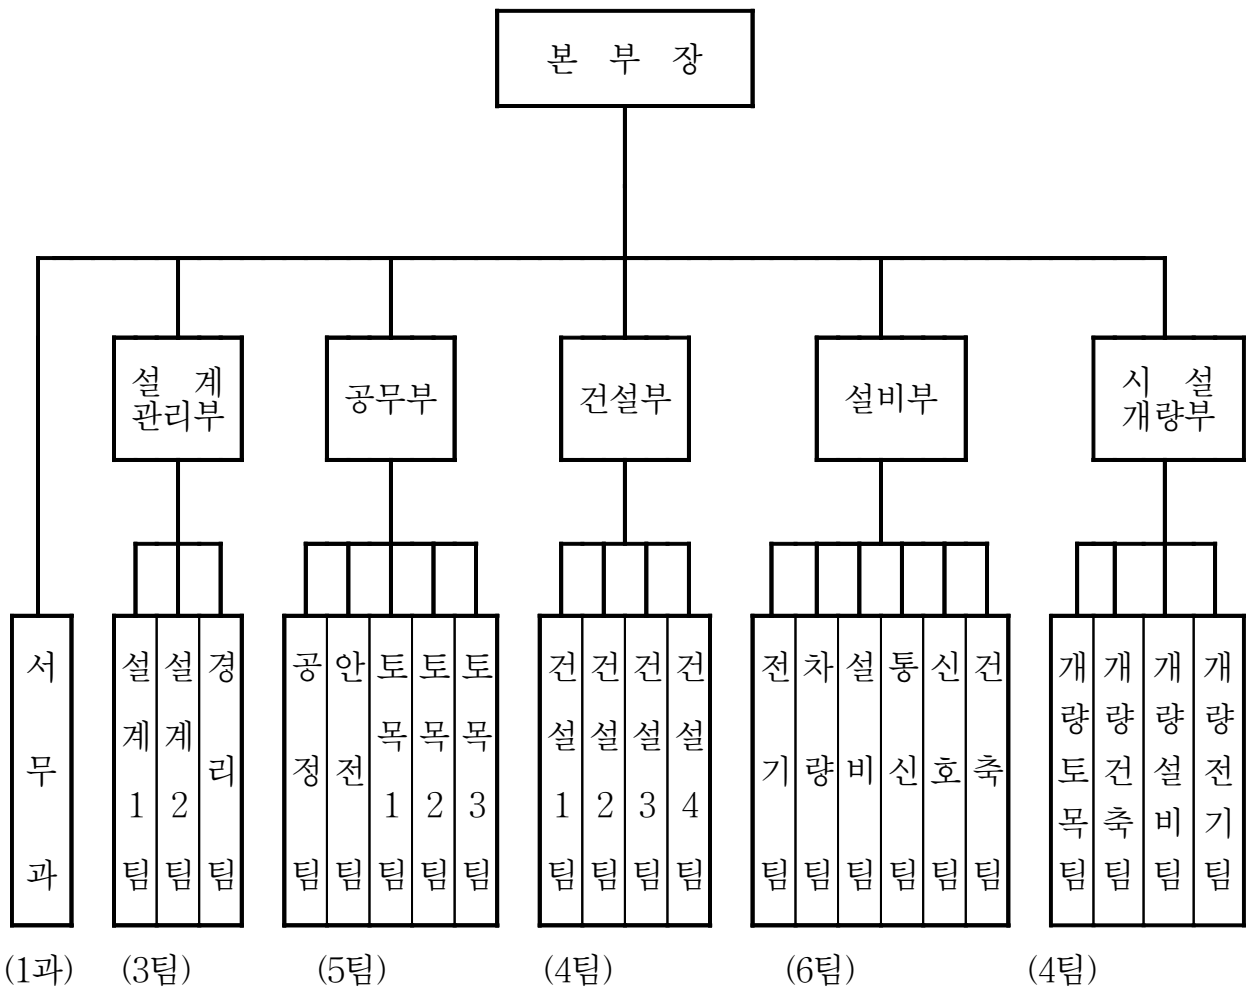 본 부 장
설 계
관리부
공무부
건설부
설비부
시 설
개량부
서무과
설계1팀
설계2팀
경리팀
공정팀
안전팀
토목1팀
토목2팀
토목3팀
건설1팀
건설2팀
건설3팀
건설4팀
전기팀
차량팀
설비팀
통신팀
신호팀
건축팀
개량토목팀
개량건축팀
개량설비팀
개량전기팀
(1과)
(3팀)
(5팀)
(4팀)
(6팀)
(4팀)